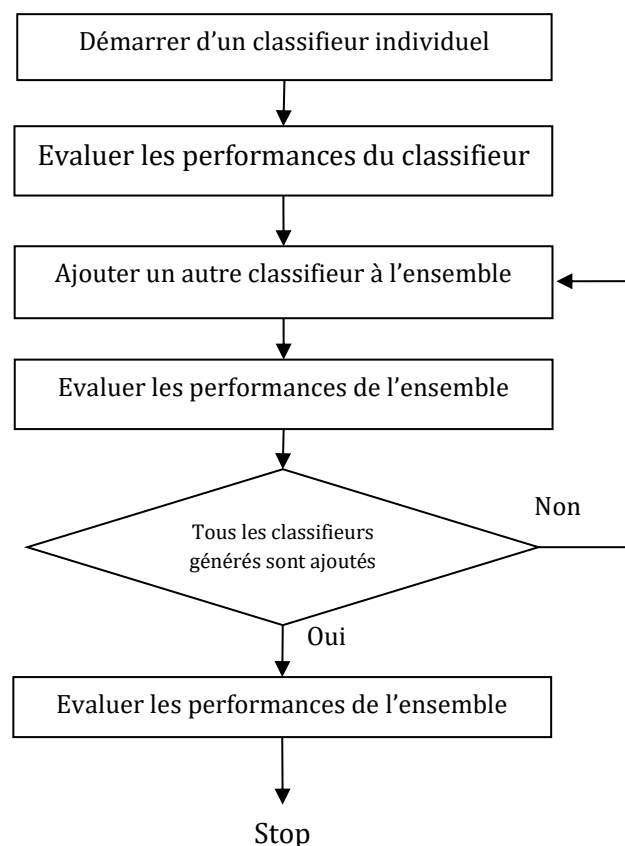 Démarrer d’un classifieur individuel
Evaluer les performances du classifieur
Ajouter un autre classifieur à l’ensemble
Evaluer les performances de l’ensemble
Tous les classifieurs
générés sont ajoutés
Non
Oui
Evaluer les performances de l’ensemble
Stop